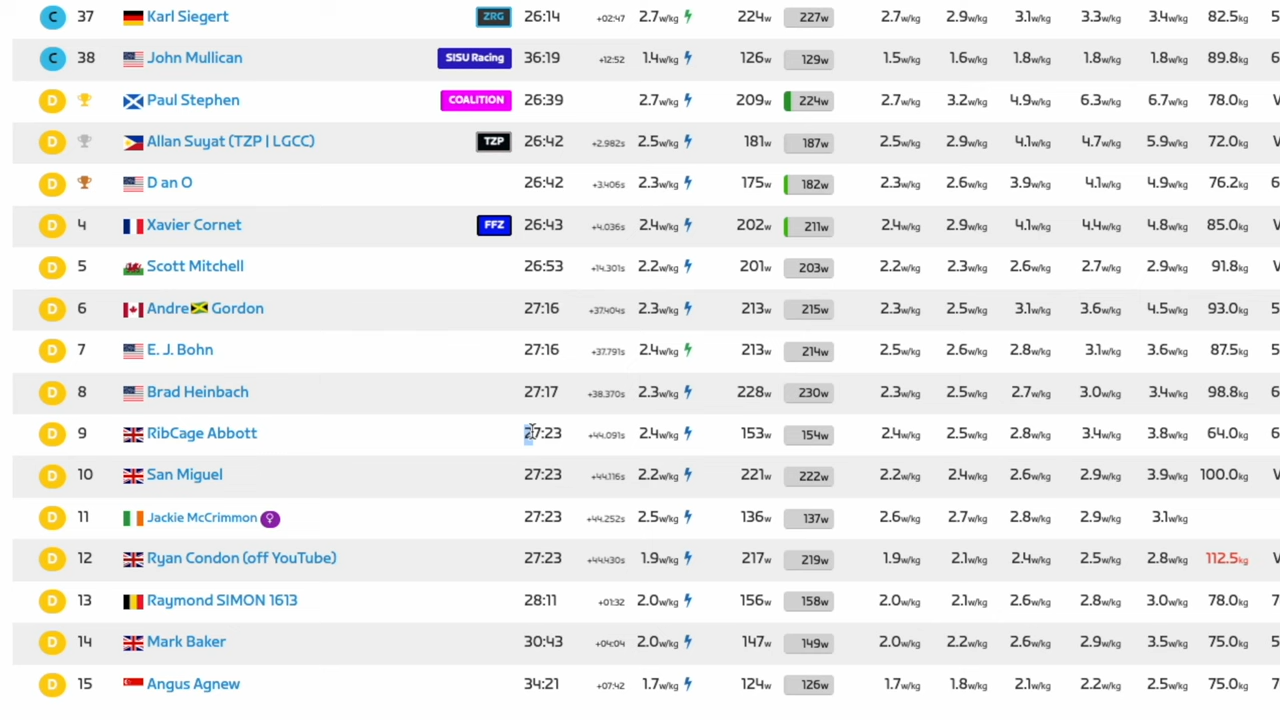 C 37 Karl Siegert ZRG 26:14 +02:47 2.7w/kg 224w 227w 2.7w/kg 2.9w/kg 3.1w/kg 3.3w/kg 3.4w/kg 82.5kg 5
C 38 John Mullican SISU Racing 36:19 +12:52 1.4w/kg 126w 129w 1.5w/kg 1.6w/kg 1.8w/kg 1.8w/kg 1.8w/kg 89.8kg 6
D Paul Stephen COALITION 26:39 2.7w/kg 209w 224w 2.7w/kg 3.2w/kg 4.9w/kg 6.3w/kg 6.7w/kg 78.0kg V
D Allan Suyat (TZP | LGCC) TZP 26:42 +2.982s 2.5w/kg 181w 187w 2.5w/kg 2.9w/kg 4.1w/kg 4.7w/kg 5.9w/kg 72.0kg V
D D an O 26:42 +3.406s 2.3w/kg 175w 182w 2.3w/kg 2.6w/kg 3.9w/kg 4.1w/kg 4.9w/kg 76.2kg 6
D 4 Xavier Cornet FFZ 26:43 +4.036s 2.4w/kg 202w 211w 2.4w/kg 2.9w/kg 4.1w/kg 4.4w/kg 4.8w/kg 85.0kg V
D 5 Scott Mitchell 26:53 +14.301s 2.2w/kg 201w 203w 2.2w/kg 2.3w/kg 2.6w/kg 2.7w/kg 2.9w/kg 91.8kg V
D 6 Andre Gordon 27:16 +37.404s 2.3w/kg 213w 215w 2.3w/kg 2.5w/kg 3.1w/kg 3.6w/kg 4.5w/kg 93.0kg V
D 7 E. J. Bohn 27:16 +37.791s 2.4w/kg 213w 214w 2.5w/kg 2.6w/kg 2.8w/kg 3.1w/kg 3.6w/kg 87.5kg 5
D 8 Brad Heinbach 27:17 +38.370s 2.3w/kg 228w 230w 2.3w/kg 2.5w/kg 2.7w/kg 3.0w/kg 3.4w/kg 98.8kg 6
D 9 RibCage Abbott 27:23 +44.091s 2.4w/kg 153w 154w 2.4w/kg 2.5w/kg 2.8w/kg 3.4w/kg 3.8w/kg 64.0kg 6
D 10 San Miguel 27:23 +44.116s 2.2w/kg 221w 222w 2.2w/kg 2.4w/kg 2.6w/kg 2.9w/kg 3.9w/kg 100.0kg V
D 11 Jackie McCrimmon 27:23 +44.252s 2.5w/kg 136w 137w 2.6w/kg 2.7w/kg 2.8w/kg 2.9w/kg 3.1w/kg
D 12 Ryan Condon (off YouTube) 27:23 +44.430s 1.9w/kg 217w 219w 1.9w/kg 2.1w/kg 2.4w/kg 2.5w/kg 2.8w/kg 112.5kg V
D 13 Raymond SIMON 1613 28:11 +01:32 2.0w/kg 156w 158w 2.0w/kg 2.1w/kg 2.6w/kg 2.8w/kg 3.0w/kg 78.0kg 7
D 14 Mark Baker 30:43 +04:04 2.0w/kg 147w 149w 2.0w/kg 2.2w/kg 2.6w/kg 2.9w/kg 3.5w/kg 75.0kg 5
D 15 Angus Agnew 34:21 +07:42 1.7w/kg 124w 126w 1.7w/kg 1.8w/kg 2.1w/kg 2.2w/kg 2.5w/kg 75.0kg 7